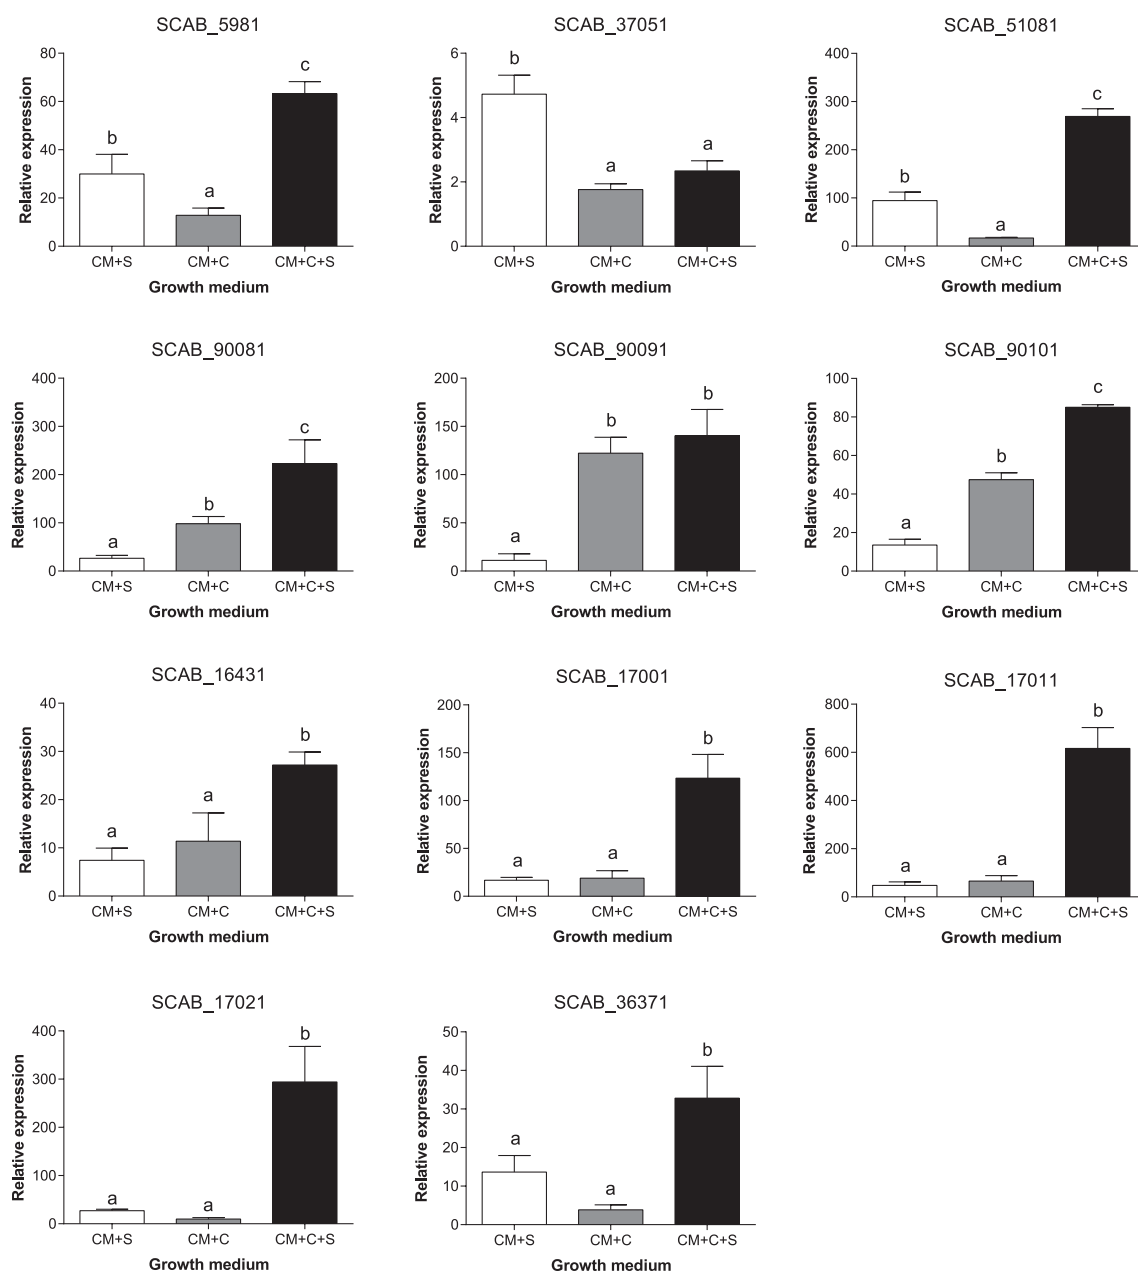 SCAB_5981
Relative expression
80
60
40
20
0
b
a
c
CM+S CM+C CM+C+S
Growth medium
SCAB_37051
Relative expression
6
4
2
0
b
a
a
CM+S CM+C CM+C+S
Growth medium
SCAB_51081
Relative expression
400
300
200
100
0
b
a
c
CM+S CM+C CM+C+S
Growth medium
SCAB_90081
Relative expression
400
300
200
100
0
a
b
c
CM+S CM+C CM+C+S
Growth medium
SCAB_90091
Relative expression
200
150
100
50
0
a
b
b
CM+S CM+C CM+C+S
Growth medium
SCAB_90101
Relative expression
100
80
60
40
20
0
a
b
c
CM+S CM+C CM+C+S
Growth medium
SCAB_16431
Relative expression
40
30
20
10
0
a
a
b
CM+S CM+C CM+C+S
Growth medium
SCAB_17001
Relative expression
200
150
100
50
0
a
a
b
CM+S CM+C CM+C+S
Growth medium
SCAB_17011
Relative expression
800
600
400
200
0
a
a
b
CM+S CM+C CM+C+S
Growth medium
SCAB_17021
Relative expression
400
300
200
100
0
a
a
b
CM+S CM+C CM+C+S
Growth medium
SCAB_36371
Relative expression
50
40
30
20
10
0
a
a
b
CM+S CM+C CM+C+S
Growth medium